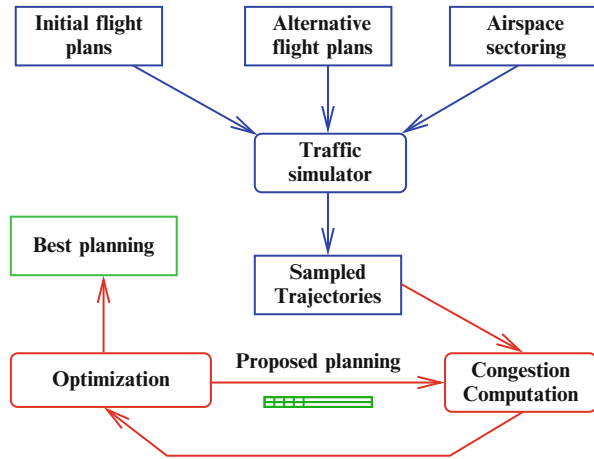 Initial flight
plans
Alternative
flight plans
Airspace
sectoring
Traffic
simulator
Best planning
Sampled
Trajectories
Optimization
Proposed planning
Congestion
Computation